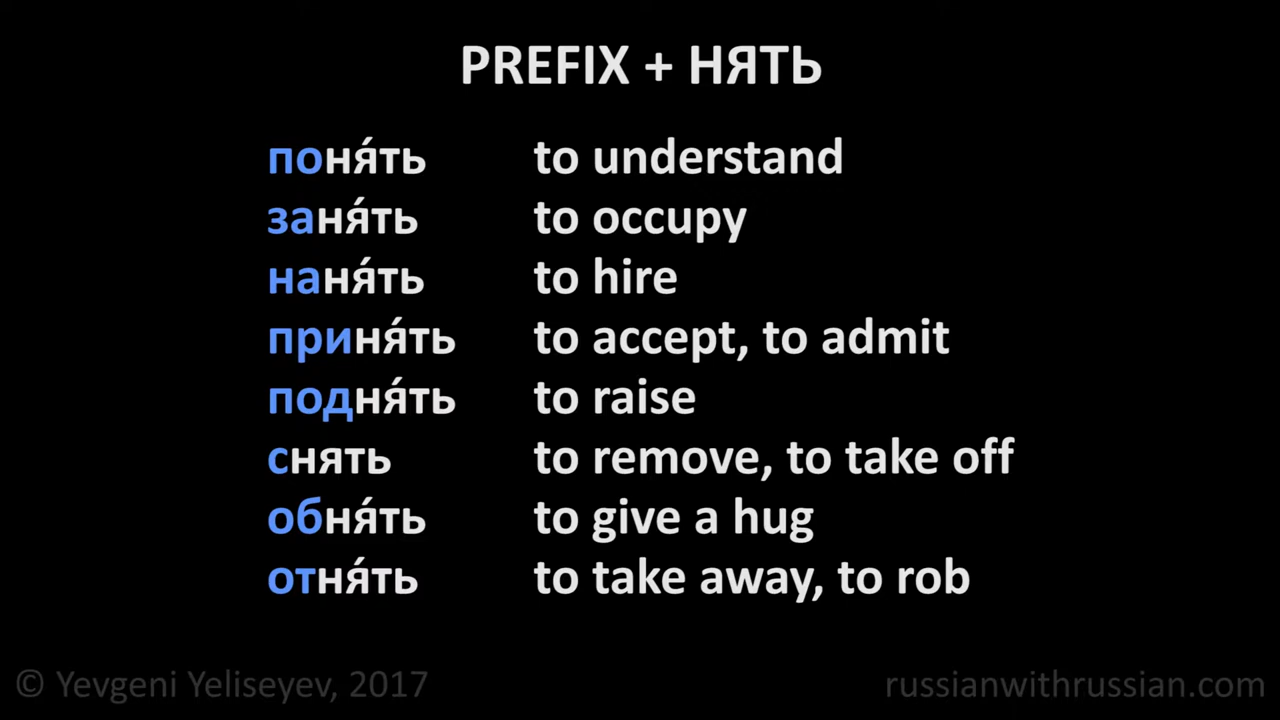 PREFIX + НЯТЬ
поня́ть to understand
заня́ть to occupy
наня́ть to hire
приня́ть to accept, to admit
подня́ть to raise
снять to remove, to take off
обня́ть to give a hug
отня́ть to take away, to rob
© Yevgeni Yeliseyev, 2017 russianwithrussian.com